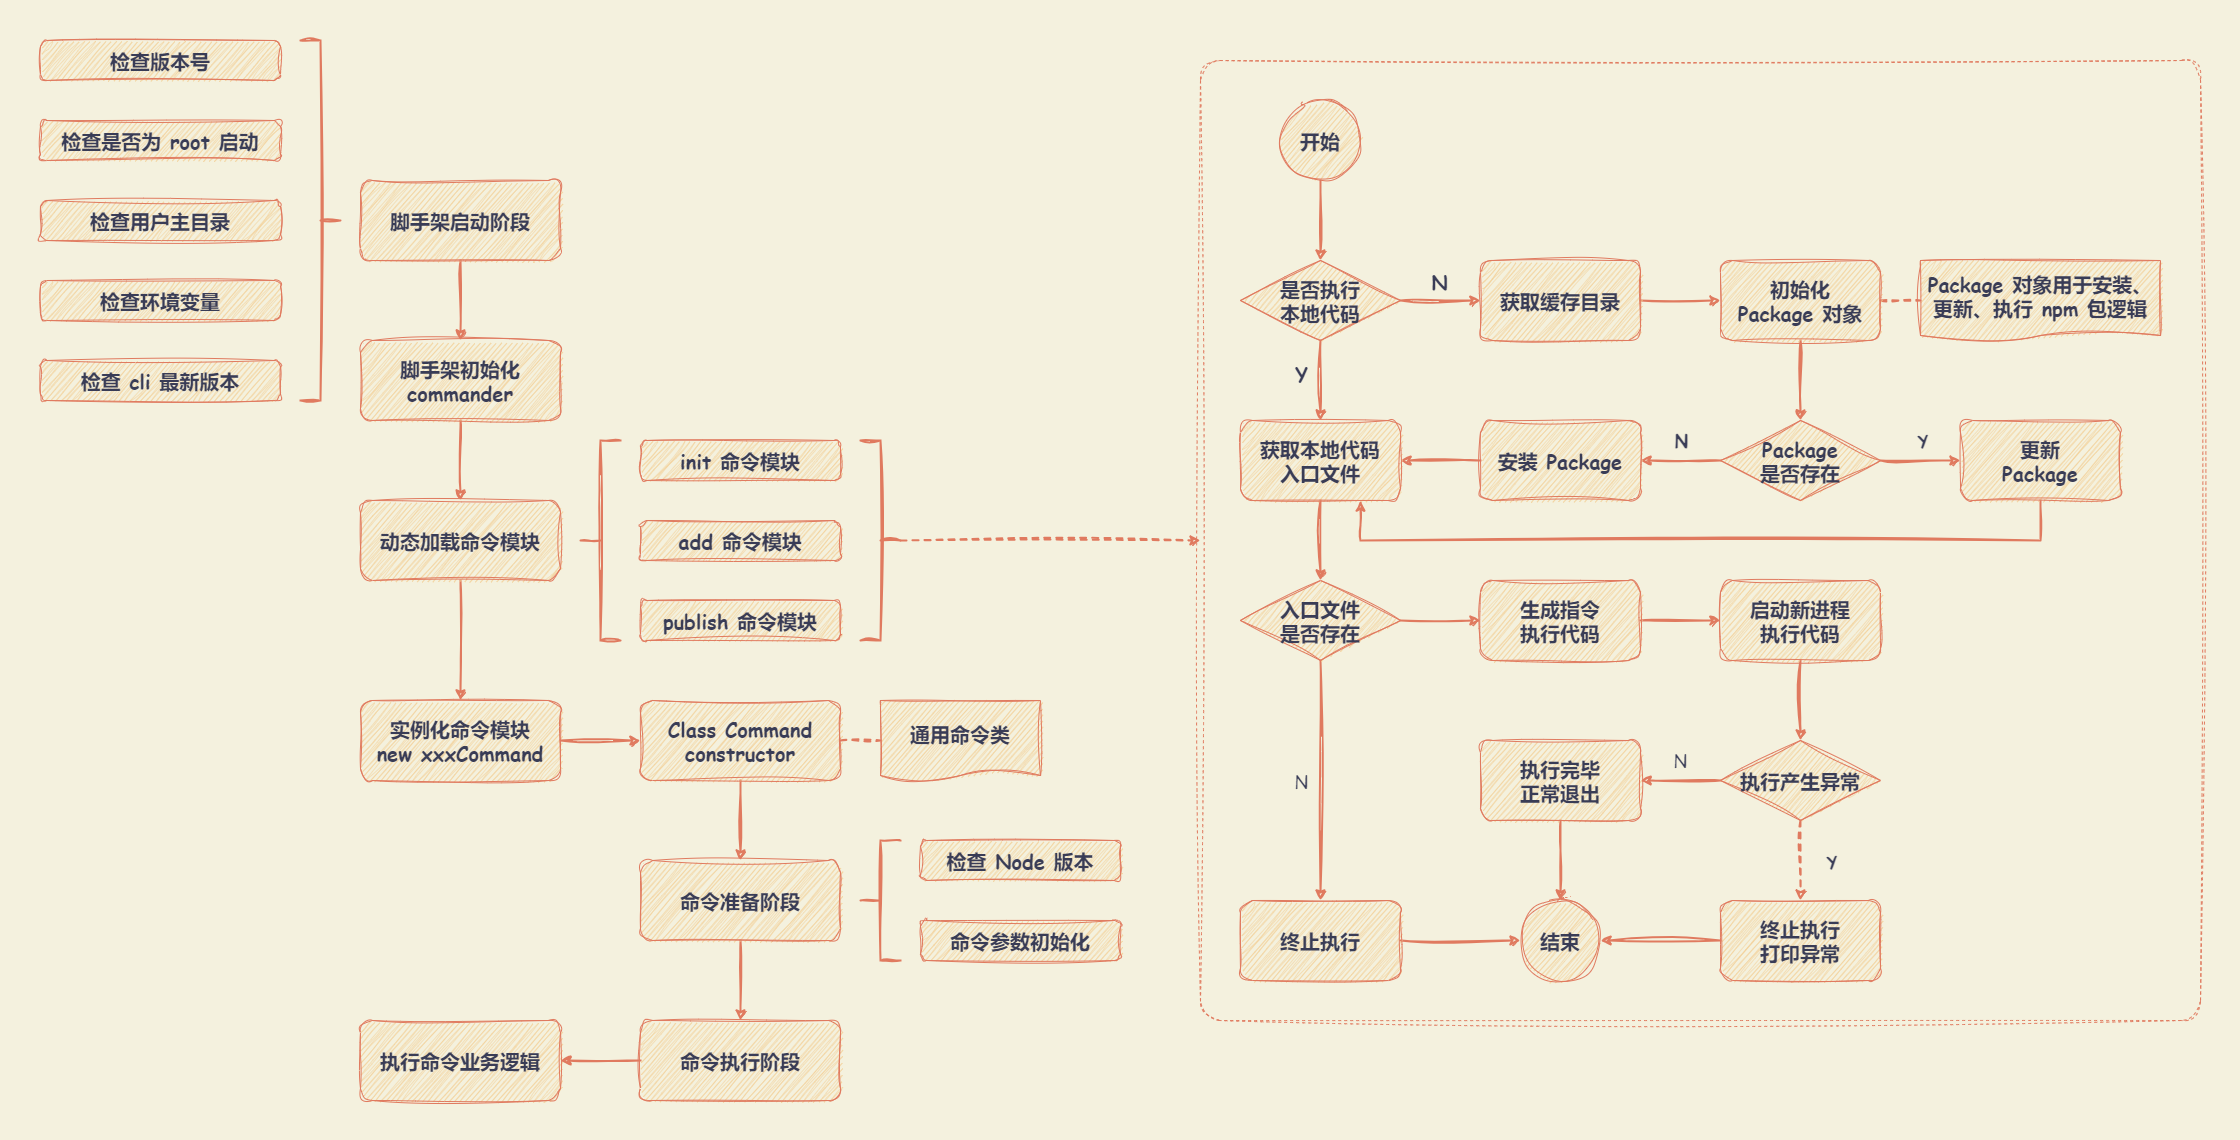 检查版本号
检查是否为 root 启动
检查用户主目录
检查环境变量
检查 cli 最新版本
脚手架启动阶段
脚手架初始化
commander
动态加载命令模块
init 命令模块
add 命令模块
publish 命令模块
实例化命令模块
new xxxCommand
Class Command
constructor
通用命令类
命令准备阶段
检查 Node 版本
命令参数初始化
命令执行阶段
执行命令业务逻辑
开始
是否执行
本地代码
N
获取缓存目录
初始化
Package 对象
Package 对象用于安装、
更新、执行 npm 包逻辑
Y
获取本地代码
入口文件
安装 Package
N
Package
是否存在
Y
更新
Package
入口文件
是否存在
生成指令
执行代码
启动新进程
执行代码
N
执行完毕
正常退出
N
执行产生异常
Y
终止执行
结束
终止执行
打印异常